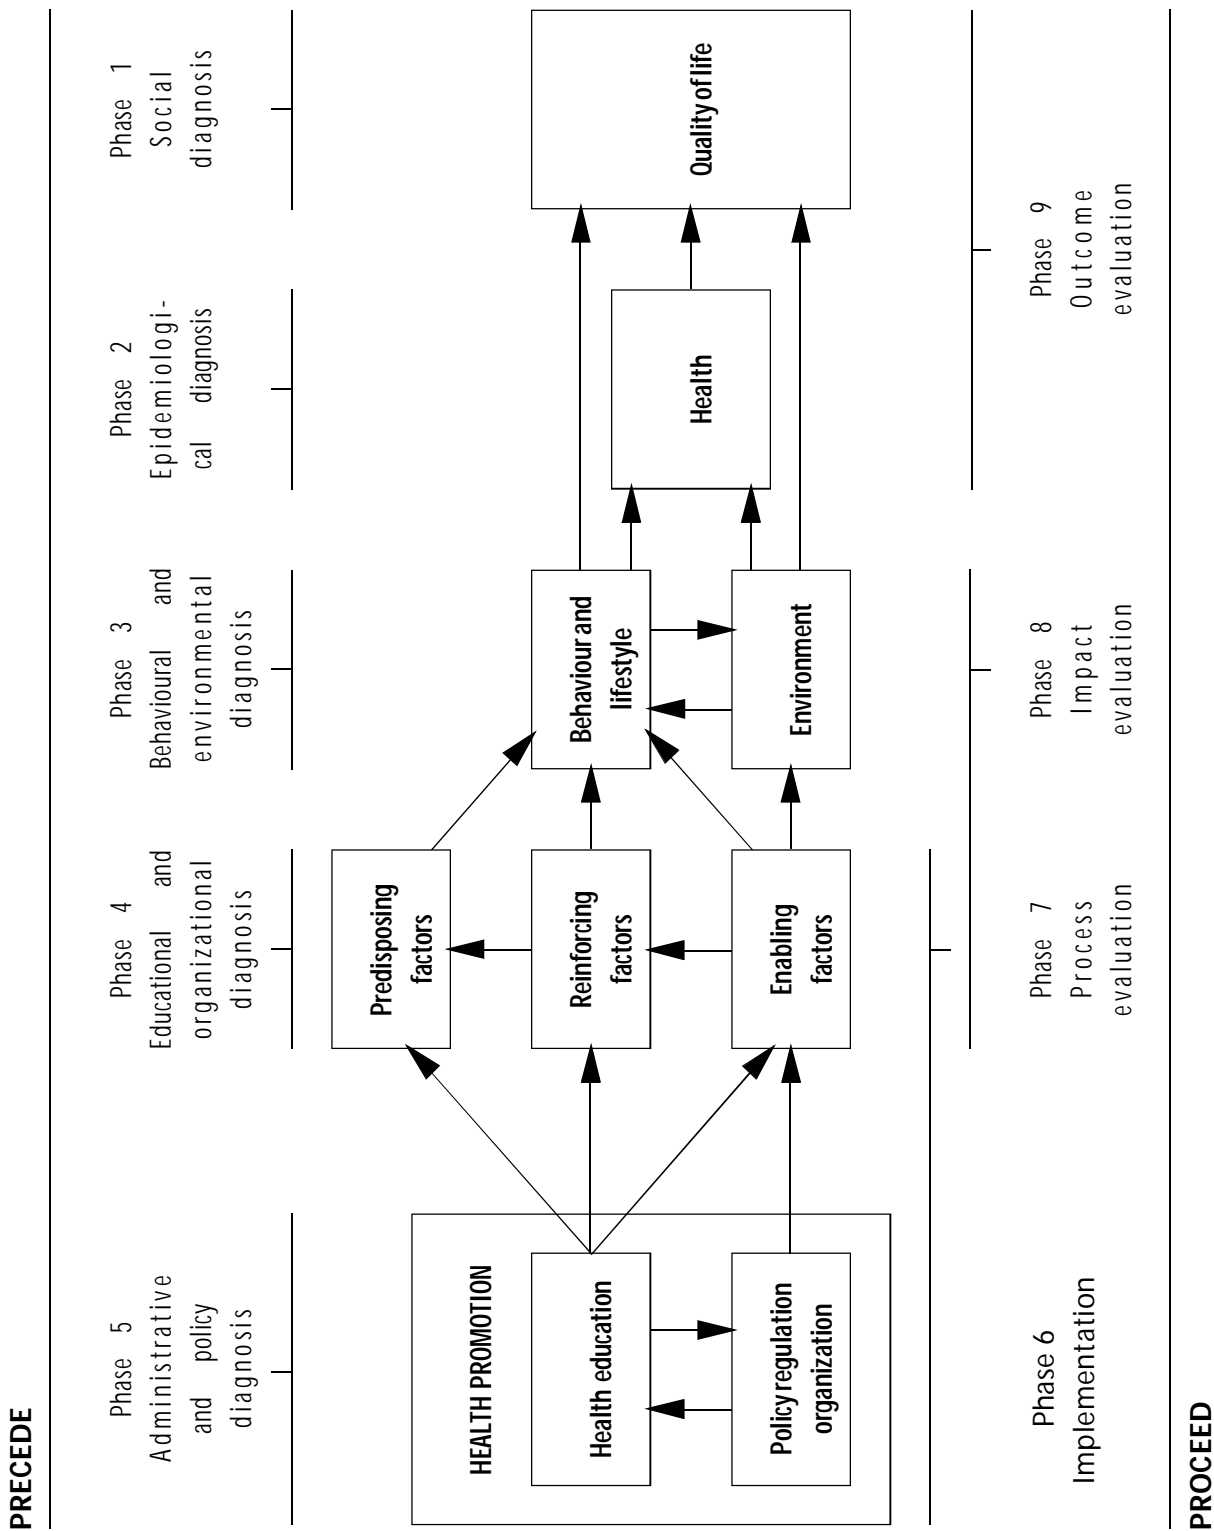 PRECEDE
Phase 5
Administrative
and policy
diagnosis
Phase 4
Educational and
organizational
diagnosis
Phase 3
Behavioural and
environmental
diagnosis
Phase 2
Epidemiologi-
cal diagnosis
Phase 1
Social
diagnosis
HEALTH PROMOTION
Health education
Policy regulation
organization
Predisposing
factors
Reinforcing
factors
Enabling
factors
Behaviour and
lifestyle
Environment
Health
Quality of life
Phase 6
Implementation
Phase 7
Process
evaluation
Phase 8
Impact
evaluation
Phase 9
Outcome
evaluation
PROCEED